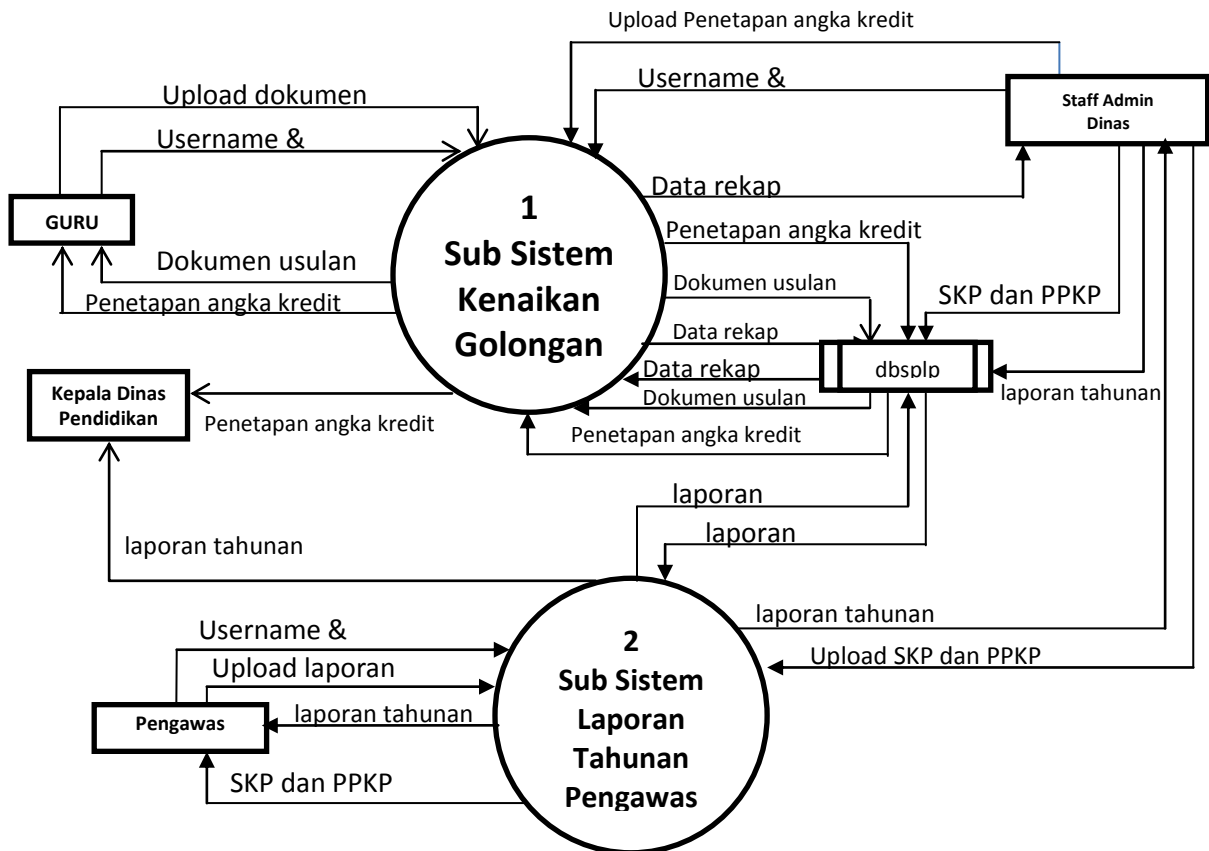 Upload Penetapan angka kredit
Username &
Staff Admin
Dinas
Upload dokumen
Username &
Data rekap
GURU
1
Sub Sistem
Kenaikan
Golongan
Penetapan angka kredit
Dokumen usulan
Dokumen usulan
SKP dan PPKP
Penetapan angka kredit
Data rekap
dbsplp
Data rekap
laporan tahunan
Kepala Dinas
Pendidikan
Dokumen usulan
Penetapan angka kredit
Penetapan angka kredit
laporan
laporan
laporan tahunan
laporan tahunan
Username &
2
Sub Sistem
Laporan
Tahunan
Pengawas
Upload SKP dan PPKP
Upload laporan
laporan tahunan
Pengawas
SKP dan PPKP